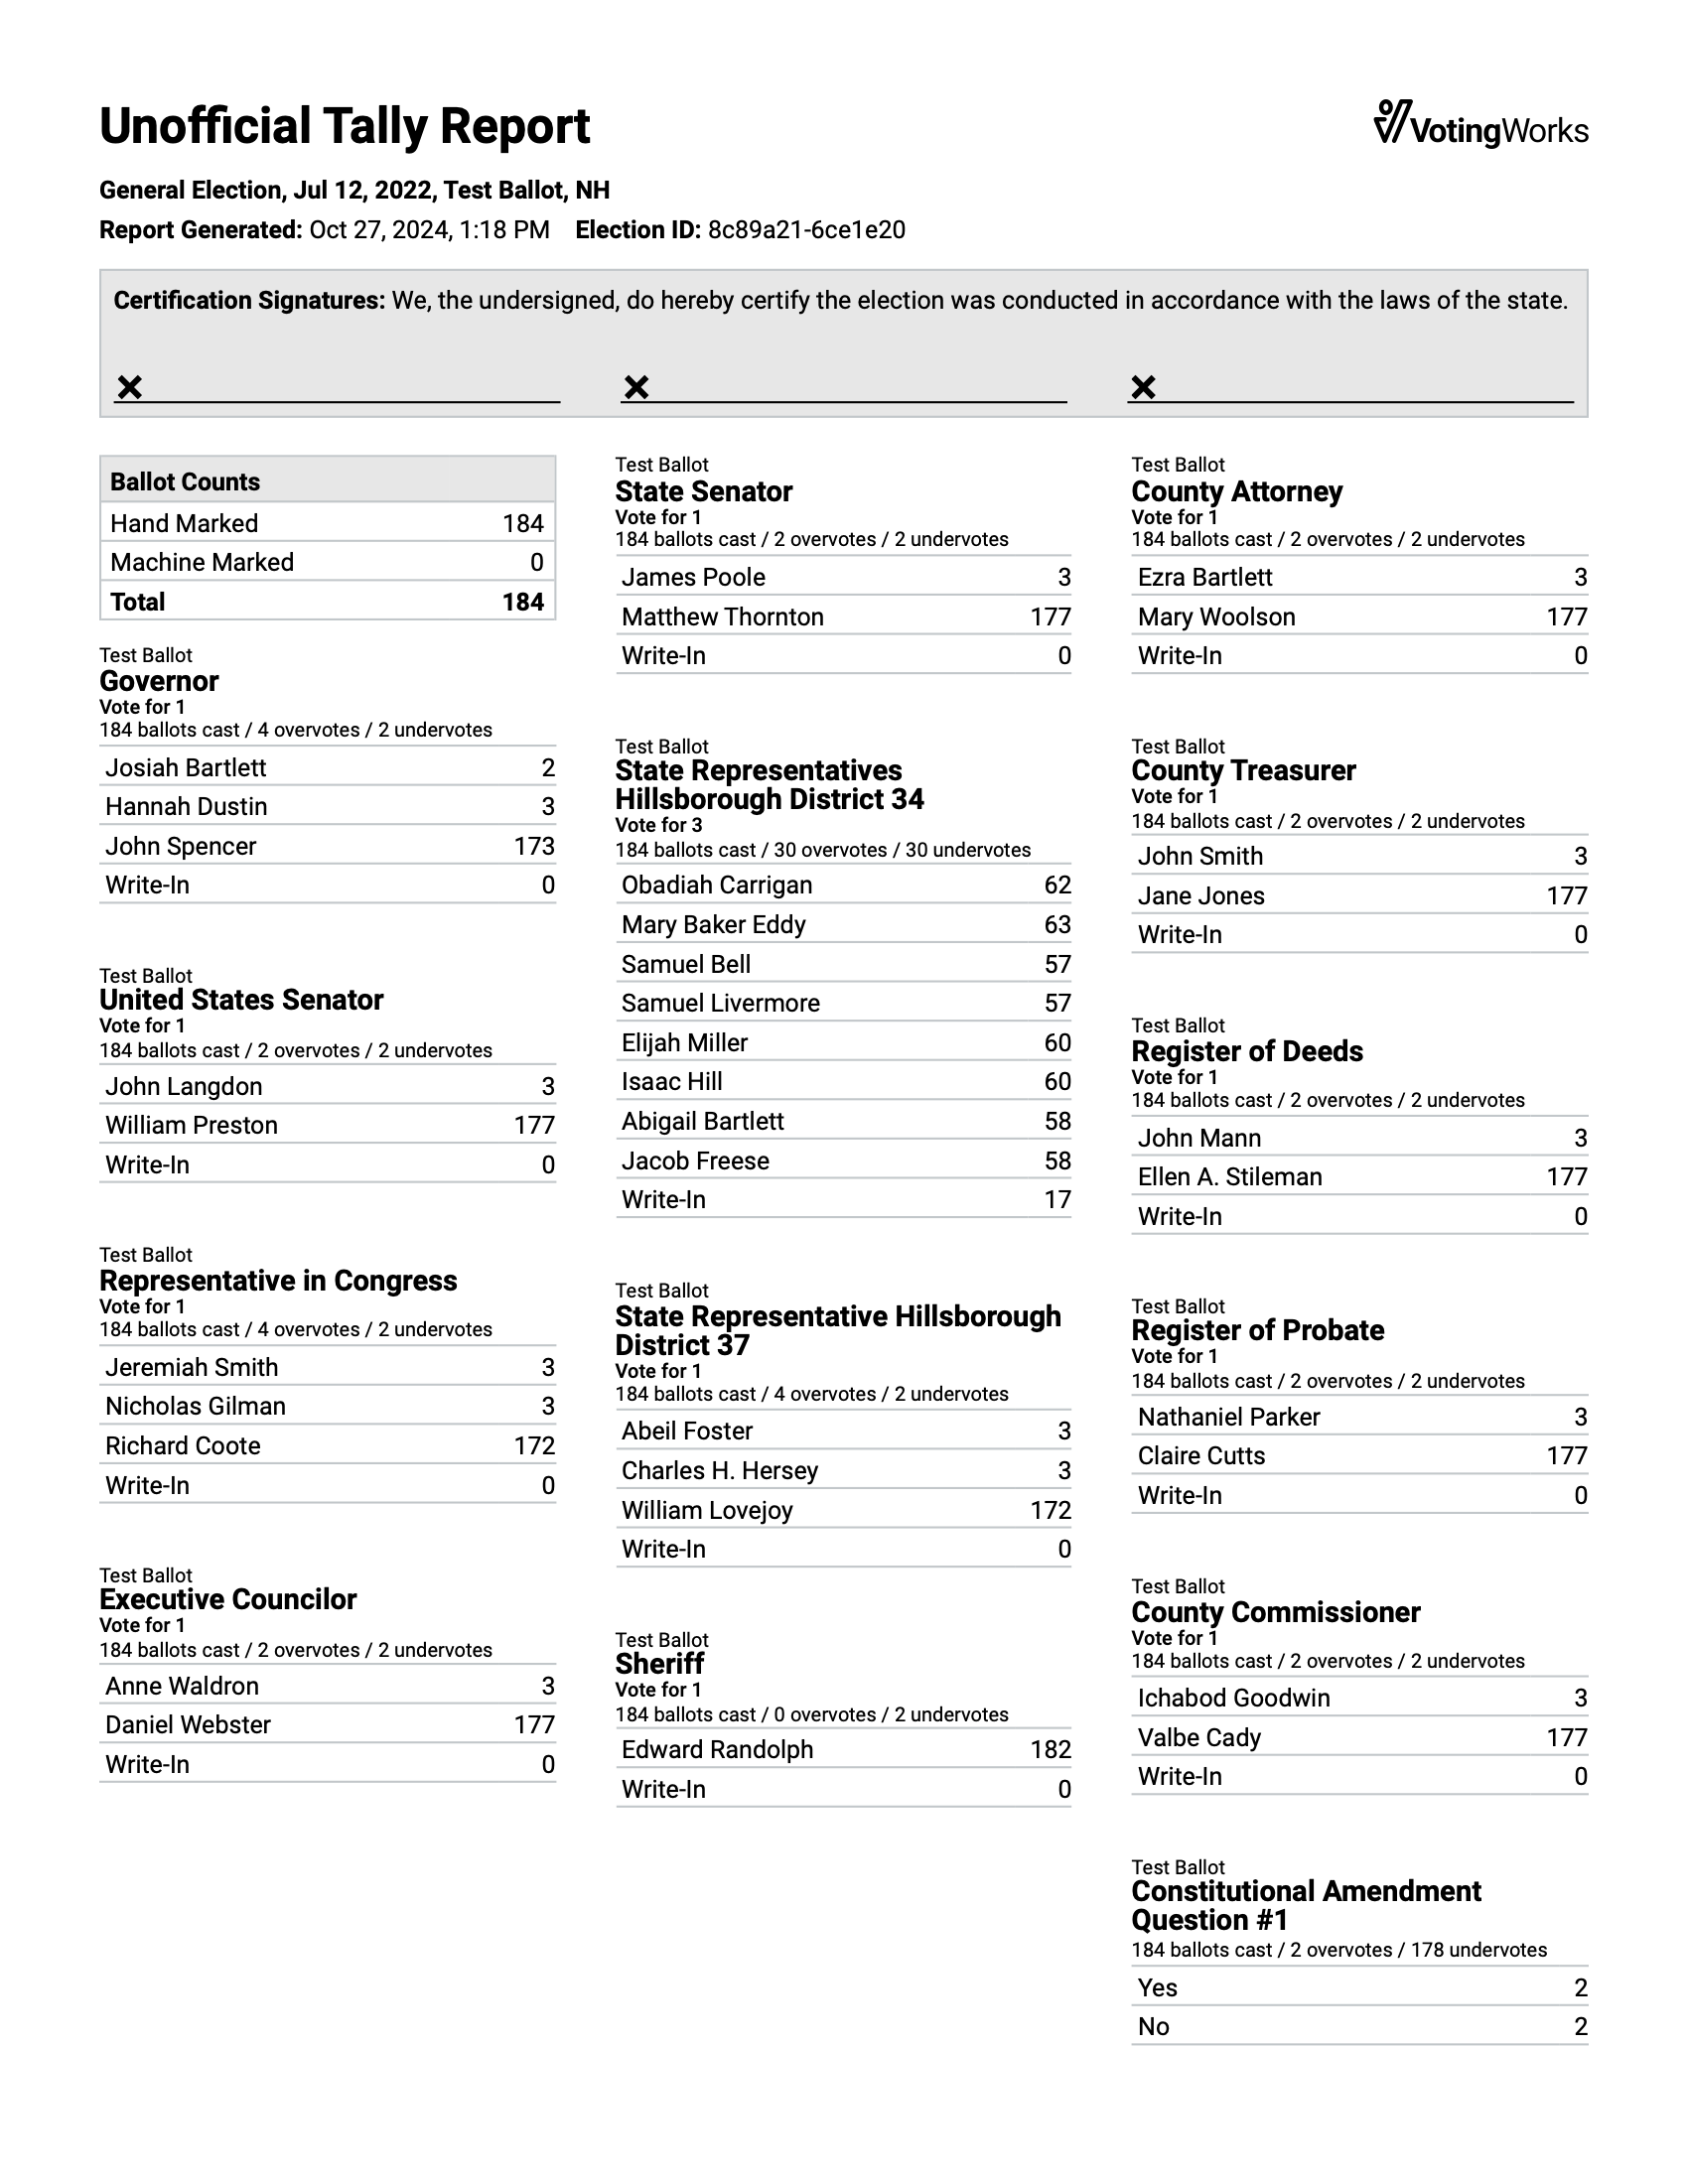 Unofficial Tally Report
VotingWorks
General Election, Jul 12, 2022, Test Ballot, NH
Report Generated: Oct 27, 2024, 1:18 PM Election ID: 8c89a21-6ce1e20
Certification Signatures: We, the undersigned, do hereby certify the election was conducted in accordance with the laws of the state.
Ballot Counts
Hand Marked 184
Machine Marked 0
Total 184
Test Ballot
Governor
Vote for 1
184 ballots cast / 4 overvotes / 2 undervotes
Josiah Bartlett 2
Hannah Dustin 3
John Spencer 173
Write-In 0
Test Ballot
United States Senator
Vote for 1
184 ballots cast / 2 overvotes / 2 undervotes
John Langdon 3
William Preston 177
Write-In 0
Test Ballot
Representative in Congress
Vote for 1
184 ballots cast / 4 overvotes / 2 undervotes
Jeremiah Smith 3
Nicholas Gilman 3
Richard Coote 172
Write-In 0
Test Ballot
Executive Councilor
Vote for 1
184 ballots cast / 2 overvotes / 2 undervotes
Anne Waldron 3
Daniel Webster 177
Write-In 0
Test Ballot
State Senator
Vote for 1
184 ballots cast / 2 overvotes / 2 undervotes
James Poole 3
Matthew Thornton 177
Write-In 0
Test Ballot
State Representatives
Hillsborough District 34
Vote for 3
184 ballots cast / 30 overvotes / 30 undervotes
Obadiah Carrigan 62
Mary Baker Eddy 63
Samuel Bell 57
Samuel Livermore 57
Elijah Miller 60
Isaac Hill 60
Abigail Bartlett 58
Jacob Freese 58
Write-In 17
Test Ballot
State Representative Hillsborough
District 37
Vote for 1
184 ballots cast / 4 overvotes / 2 undervotes
Abeil Foster 3
Charles H. Hersey 3
William Lovejoy 172
Write-In 0
Test Ballot
Sheriff
Vote for 1
184 ballots cast / 0 overvotes / 2 undervotes
Edward Randolph 182
Write-In 0
Test Ballot
County Attorney
Vote for 1
184 ballots cast / 2 overvotes / 2 undervotes
Ezra Bartlett 3
Mary Woolson 177
Write-In 0
Test Ballot
County Treasurer
Vote for 1
184 ballots cast / 2 overvotes / 2 undervotes
John Smith 3
Jane Jones 177
Write-In 0
Test Ballot
Register of Deeds
Vote for 1
184 ballots cast / 2 overvotes / 2 undervotes
John Mann 3
Ellen A. Stileman 177
Write-In 0
Test Ballot
Register of Probate
Vote for 1
184 ballots cast / 2 overvotes / 2 undervotes
Nathaniel Parker 3
Claire Cutts 177
Write-In 0
Test Ballot
County Commissioner
Vote for 1
184 ballots cast / 2 overvotes / 2 undervotes
Ichabod Goodwin 3
Valbe Cady 177
Write-In 0
Test Ballot
Constitutional Amendment
Question #1
184 ballots cast / 2 overvotes / 178 undervotes
Yes 2
No 2